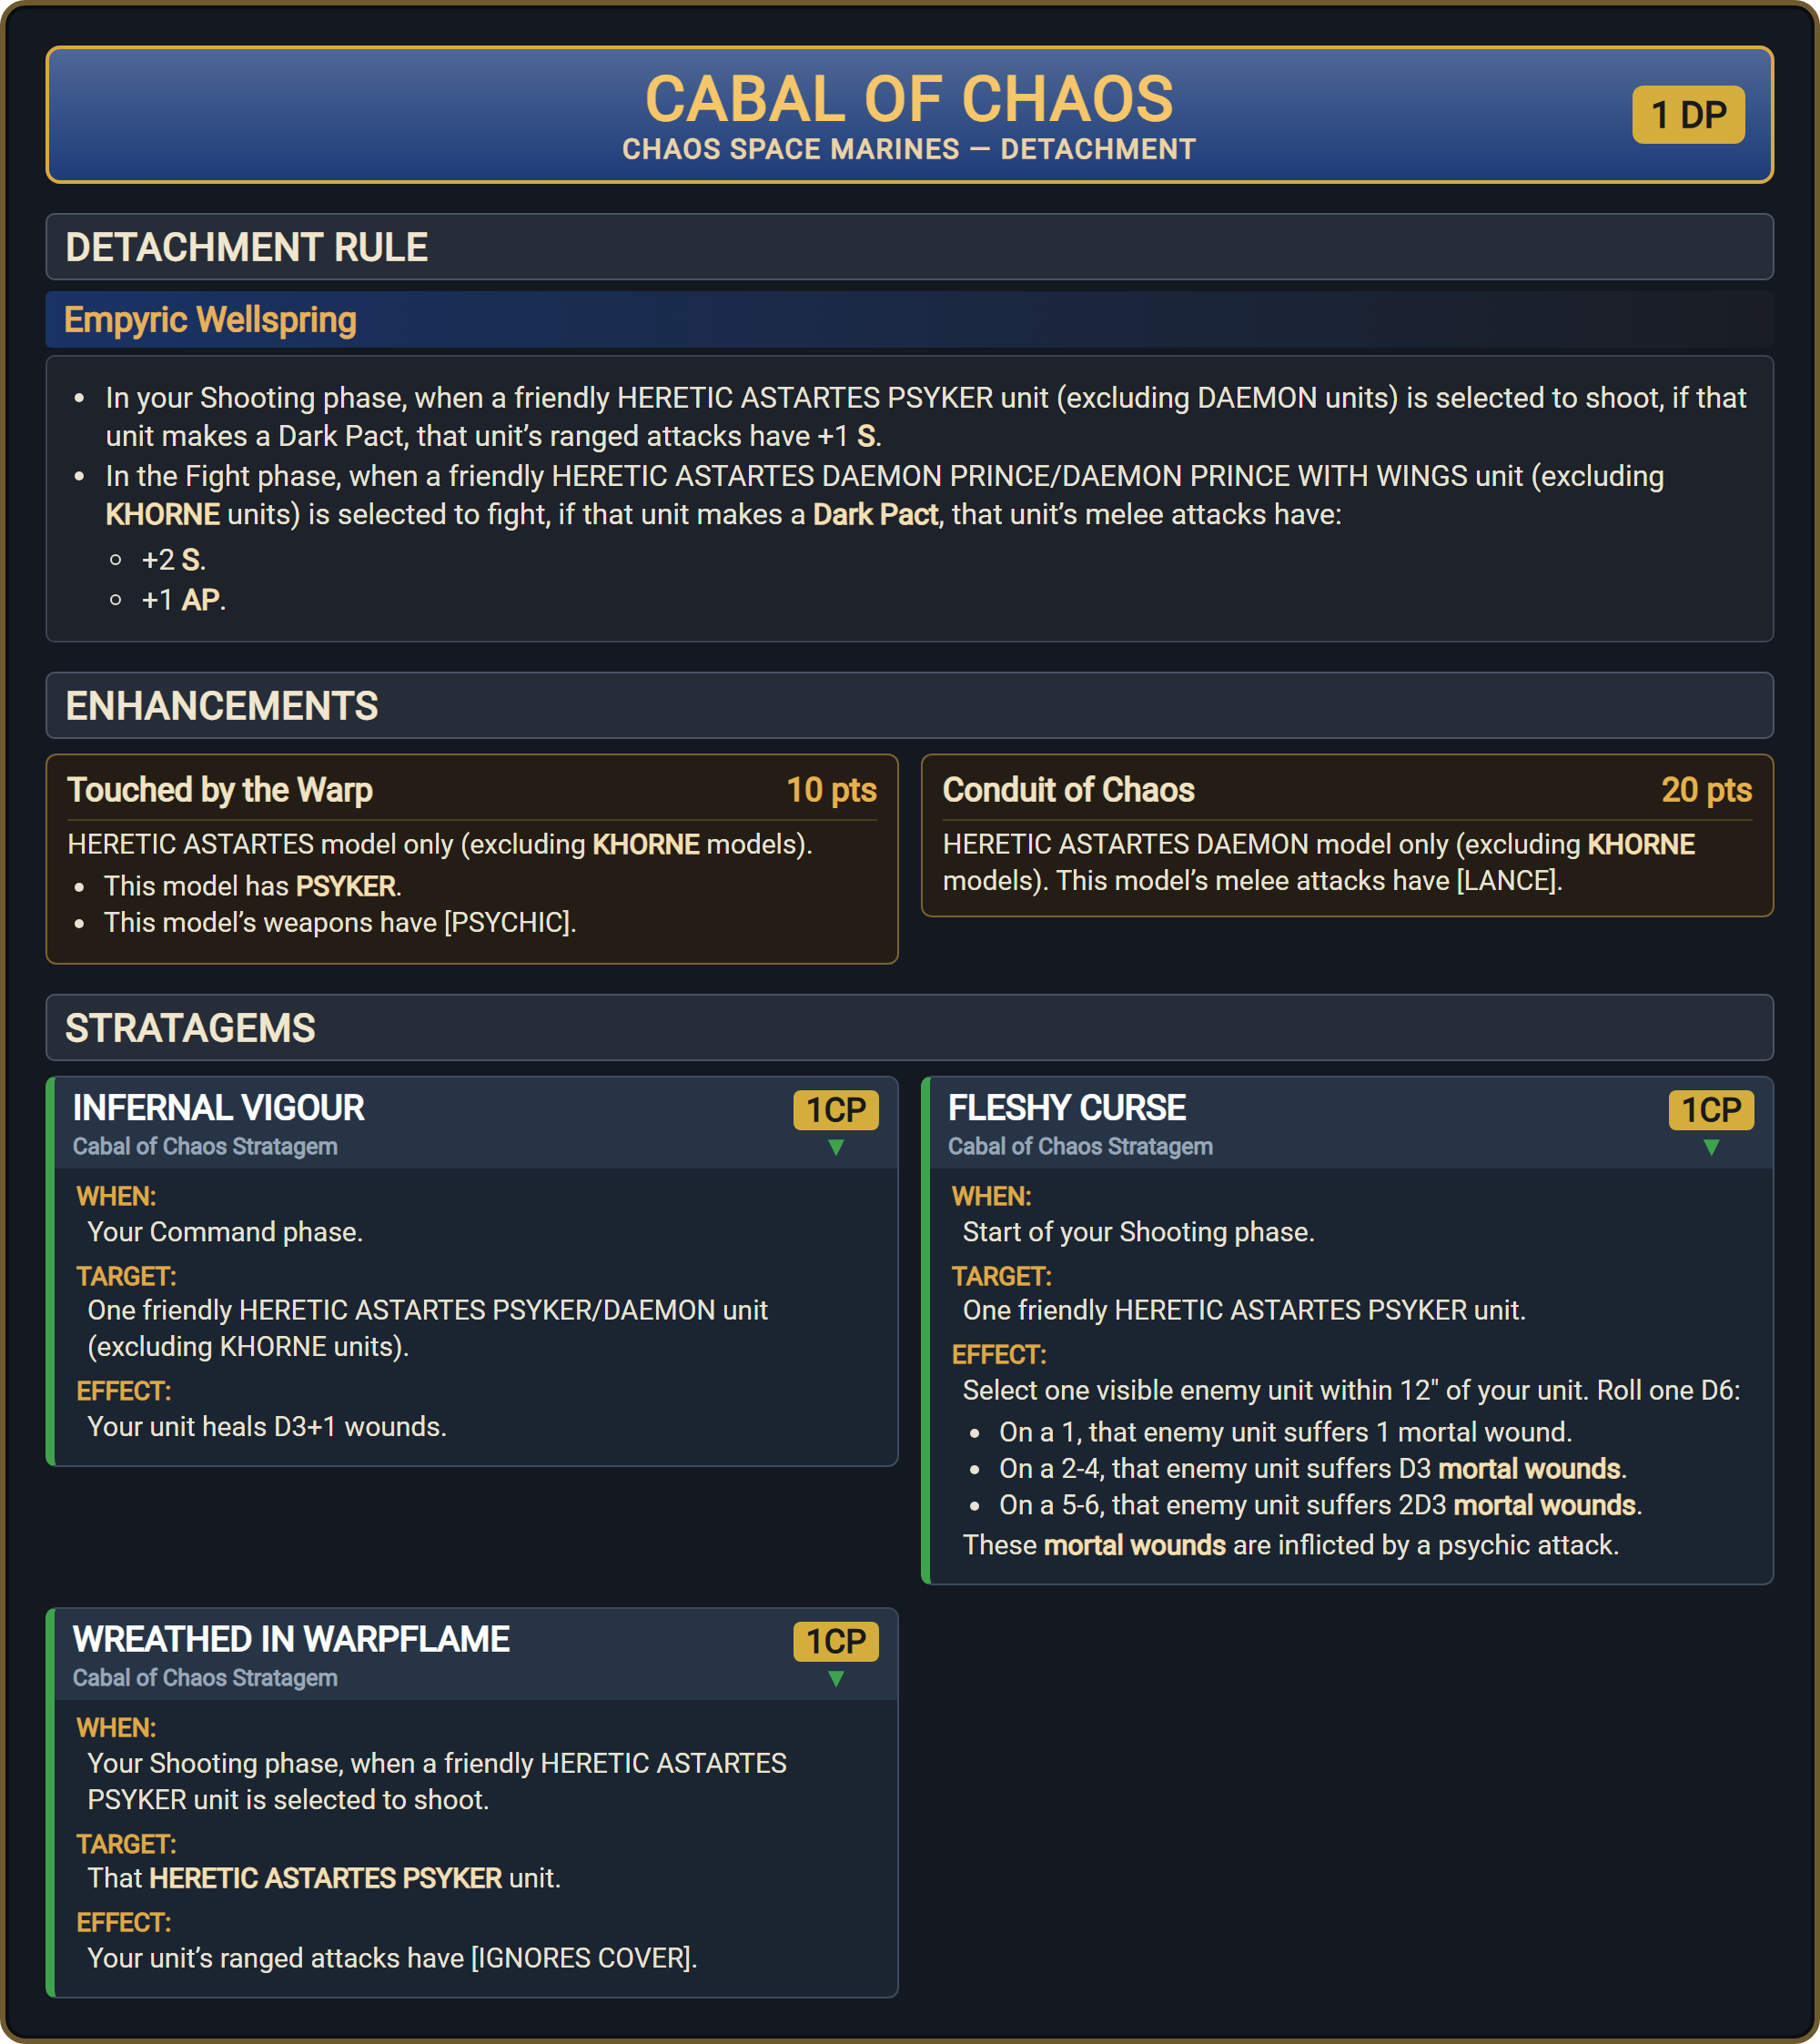 CABAL OF CHAOS
CHAOS SPACE MARINES — DETACHMENT
1 DP
DETACHMENT RULE
Empyric Wellspring
• In your Shooting phase, when a friendly HERETIC ASTARTES PSYKER unit (excluding DAEMON units) is selected to shoot, if that
unit makes a Dark Pact, that unit’s ranged attacks have +1 S.
• In the Fight phase, when a friendly HERETIC ASTARTES DAEMON PRINCE/DAEMON PRINCE WITH WINGS unit (excluding
KHORNE units) is selected to fight, if that unit makes a Dark Pact, that unit’s melee attacks have:
○ +2 S.
○ +1 AP.
ENHANCEMENTS
Touched by the Warp 10 pts
HERETIC ASTARTES model only (excluding KHORNE models).
• This model has PSYKER.
• This model’s weapons have [PSYCHIC].
Conduit of Chaos 20 pts
HERETIC ASTARTES DAEMON model only (excluding KHORNE
models). This model’s melee attacks have [LANCE].
STRATAGEMS
INFERNAL VIGOUR 1CP
Cabal of Chaos Stratagem ▼
WHEN:
Your Command phase.
TARGET:
One friendly HERETIC ASTARTES PSYKER/DAEMON unit
(excluding KHORNE units).
EFFECT:
Your unit heals D3+1 wounds.
FLESHY CURSE 1CP
Cabal of Chaos Stratagem ▼
WHEN:
Start of your Shooting phase.
TARGET:
One friendly HERETIC ASTARTES PSYKER unit.
EFFECT:
Select one visible enemy unit within 12" of your unit. Roll one D6:
• On a 1, that enemy unit suffers 1 mortal wound.
• On a 2-4, that enemy unit suffers D3 mortal wounds.
• On a 5-6, that enemy unit suffers 2D3 mortal wounds.
These mortal wounds are inflicted by a psychic attack.
WREATHED IN WARPFLAME 1CP
Cabal of Chaos Stratagem ▼
WHEN:
Your Shooting phase, when a friendly HERETIC ASTARTES
PSYKER unit is selected to shoot.
TARGET:
That HERETIC ASTARTES PSYKER unit.
EFFECT:
Your unit’s ranged attacks have [IGNORES COVER].